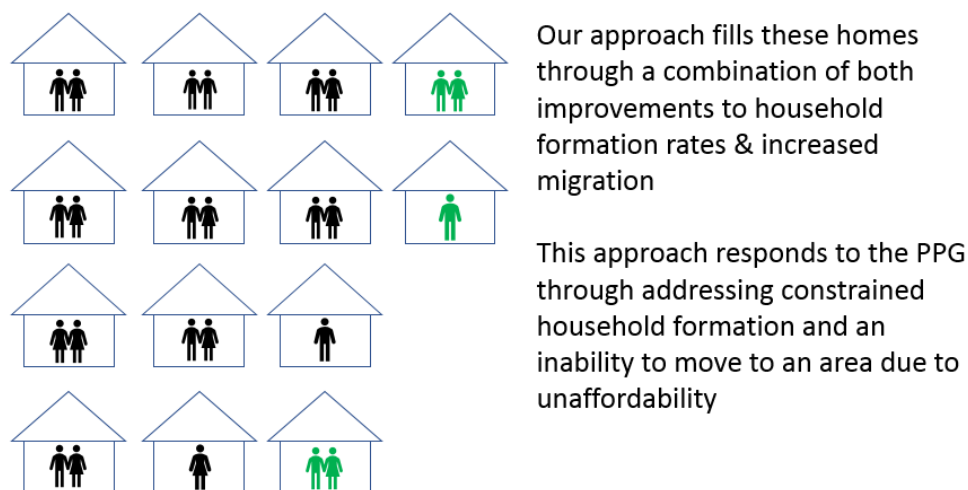 Our approach fills these homes
through a combination of both
improvements to household
formation rates & increased
migration
This approach responds to the PPG
through addressing constrained
household formation and an
inability to move to an area due to
unaffordability